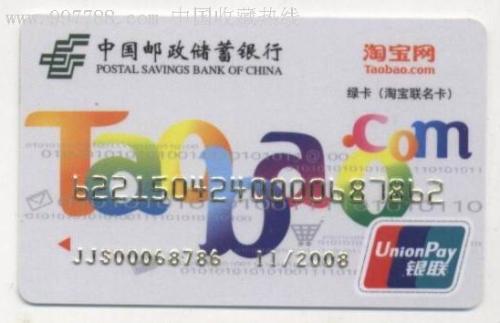 www.997788.com 中国收藏热线
中国邮政储蓄银行
POSTAL SAVINGS BANK OF CHINA
淘宝网
Taobao.com
绿卡（淘宝联名卡）
Taobao.com
6221504240000687862
JJS00068786 11/2008
UnionPay
银联